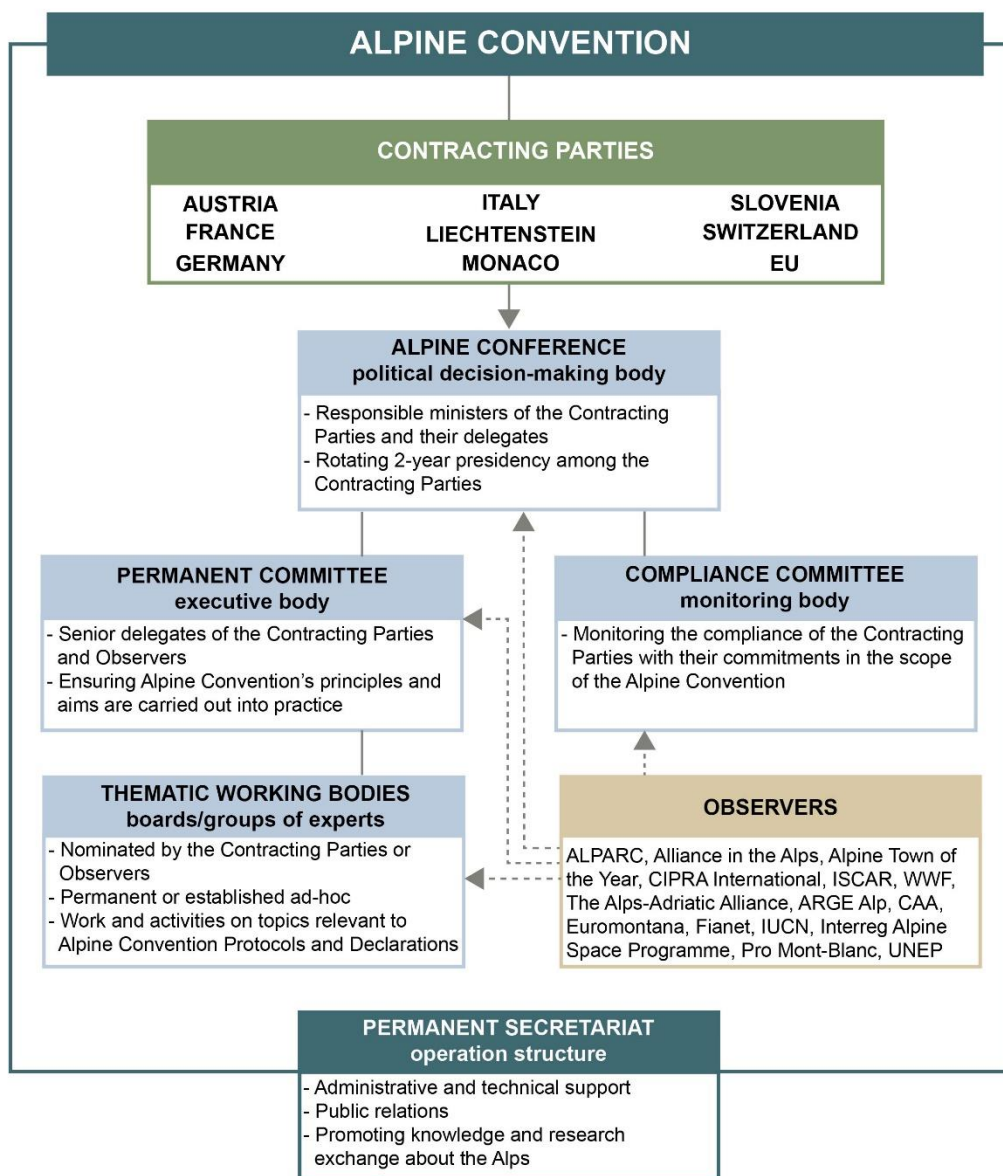 ALPINE CONVENTION
CONTRACTING PARTIES
AUSTRIA
FRANCE
GERMANY
ITALY
LIECHTENSTEIN
MONACO
SLOVENIA
SWITZERLAND
EU
ALPINE CONFERENCE
political decision-making body
- Responsible ministers of the Contracting
Parties and their delegates
- Rotating 2-year presidency among the
Contracting Parties
PERMANENT COMMITTEE
executive body
- Senior delegates of the Contracting Parties
and Observers
- Ensuring Alpine Convention's principles and
aims are carried out into practice
COMPLIANCE COMMITTEE
monitoring body
- Monitoring the compliance of the Contracting
Parties with their commitments in the scope
of the Alpine Convention
THEMATIC WORKING BODIES
boards/groups of experts
- Nominated by the Contracting Parties or
Observers
- Permanent or established ad-hoc
- Work and activities on topics relevant to
Alpine Convention Protocols and Declarations
OBSERVERS
ALPARC, Alliance in the Alps, Alpine Town of
the Year, CIPRA International, ISCAR, WWF,
The Alps-Adriatic Alliance, ARGE Alp, CAA,
Euromontana, Fianet, IUCN, Interreg Alpine
Space Programme, Pro Mont-Blanc, UNEP
PERMANENT SECRETARIAT
operation structure
- Administrative and technical support
- Public relations
- Promoting knowledge and research
exchange about the Alps